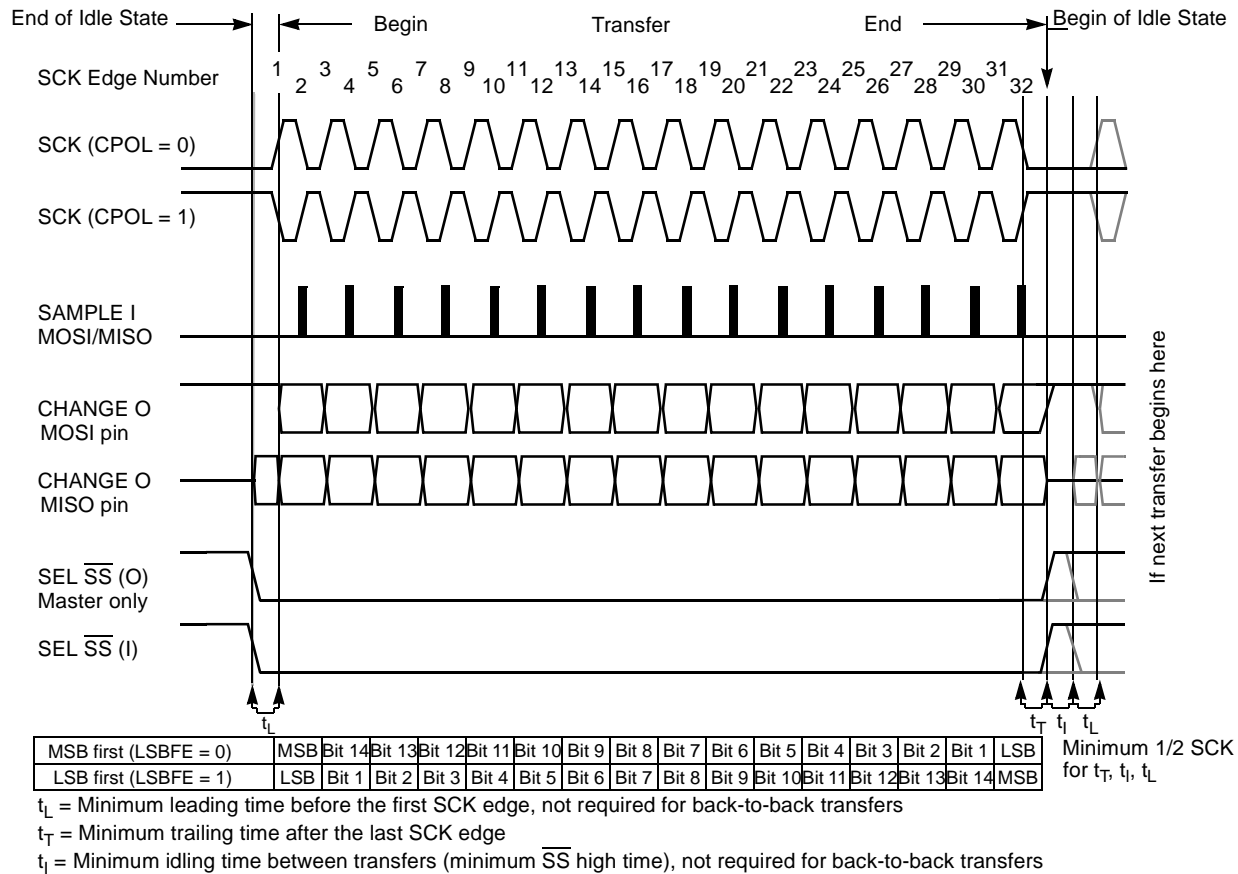 End of Idle State Begin Transfer End Begin of Idle State
SCK Edge Number 1 2 3 4 5 6 7 8 9 10 11 12 13 14 15 16 17 18 19 20 21 22 23 24 25 26 27 28 29 30 31 32
SCK (CPOL = 0)
SCK (CPOL = 1)
SAMPLE I
MOSI/MISO
CHANGE O
MOSI pin
CHANGE O
MISO pin
SEL SS (O)
Master only
SEL SS (I)
If next transfer begins here
tL tT tI tL
MSB first (LSBFE = 0) MSB Bit 14 Bit 13 Bit 12 Bit 11 Bit 10 Bit 9 Bit 8 Bit 7 Bit 6 Bit 5 Bit 4 Bit 3 Bit 2 Bit 1 LSB
LSB first (LSBFE = 1) LSB Bit 1 Bit 2 Bit 3 Bit 4 Bit 5 Bit 6 Bit 7 Bit 8 Bit 9 Bit 10 Bit 11 Bit 12 Bit 13 Bit 14 MSB
Minimum 1/2 SCK
for tT, tI, tL
tL = Minimum leading time before the first SCK edge, not required for back-to-back transfers
tT = Minimum trailing time after the last SCK edge
tI = Minimum idling time between transfers (minimum SS high time), not required for back-to-back transfers